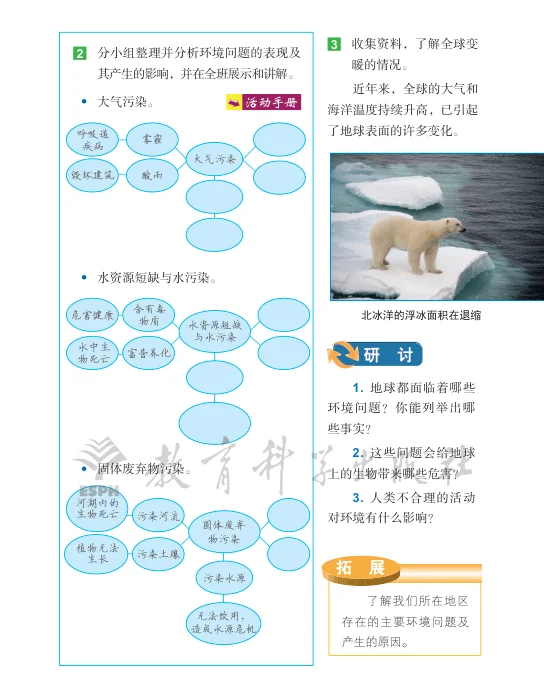 2 分小组整理并分析环境问题的表现及
其产生的影响，并在全班展示和讲解。
• 大气污染。
活动手册
呼吸道
疾病
雾霾
毁坏建筑
酸雨
大气污染
• 水资源短缺与水污染。
危害健康
含有毒
物质
水中生
物死亡
富营养化
水资源短缺
与水污染
• 固体废弃物污染。
河湖内的
生物死亡
污染河流
植物无法
生长
污染土壤
固体废弃
物污染
污染水源
无法饮用，
造成水源危机
3 收集资料，了解全球变
暖的情况。
近年来，全球的大气和
海洋温度持续升高，已引起
了地球表面的许多变化。
北冰洋的浮冰面积在退缩
研 讨
1. 地球都面临着哪些
环境问题？你能列举出哪
些事实？
2. 这些问题会给地球
上的生物带来哪些危害？
3. 人类不合理的活动
对环境有什么影响？
拓 展
了解我们所在地区
存在的主要环境问题及
产生的原因。
ESPH
教育科学出版社